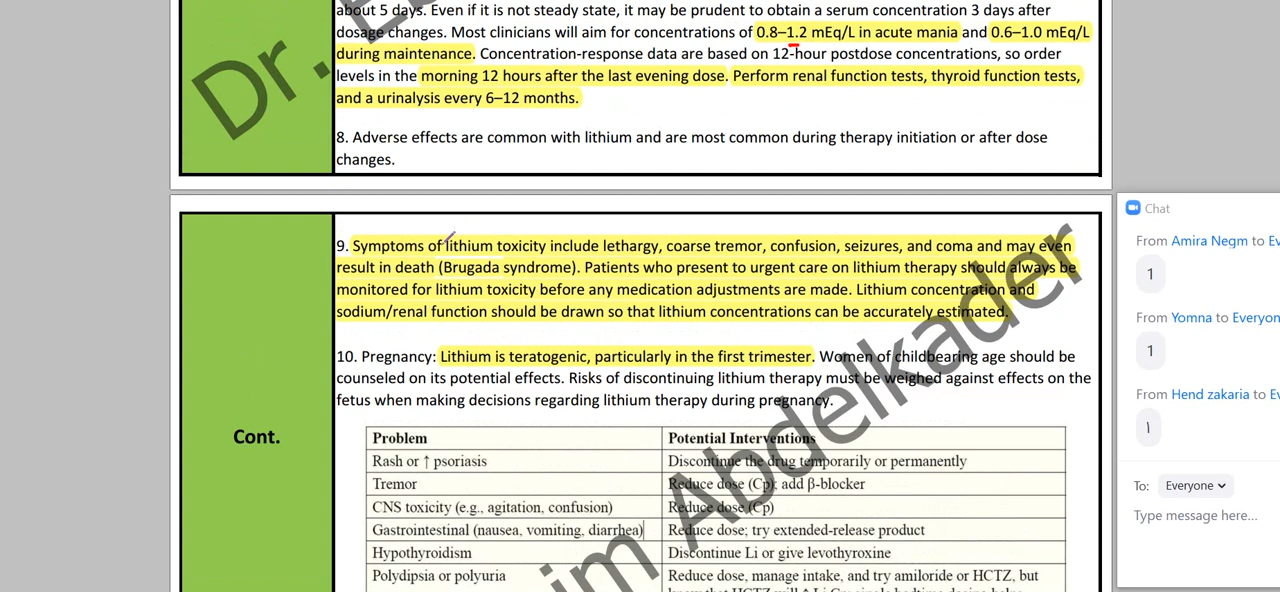 about 5 days. Even if it is not steady state, it may be prudent to obtain a serum concentration 3 days after
dosage changes. Most clinicians will aim for concentrations of 0.8–1.2 mEq/L in acute mania and 0.6–1.0 mEq/L
during maintenance. Concentration-response data are based on 12-hour postdose concentrations, so order
levels in the morning 12 hours after the last evening dose. Perform renal function tests, thyroid function tests,
and a urinalysis every 6–12 months.
8. Adverse effects are common with lithium and are most common during therapy initiation or after dose
changes.
Cont.
9. Symptoms of lithium toxicity include lethargy, coarse tremor, confusion, seizures, and coma and may even
result in death (Brugada syndrome). Patients who present to urgent care on lithium therapy should always be
monitored for lithium toxicity before any medication adjustments are made. Lithium concentration and
sodium/renal function should be drawn so that lithium concentrations can be accurately estimated.
10. Pregnancy: Lithium is teratogenic, particularly in the first trimester. Women of childbearing age should be
counseled on its potential effects. Risks of discontinuing lithium therapy must be weighed against effects on the
fetus when making decisions regarding lithium therapy during pregnancy.
Problem Potential Interventions
Rash or ↑ psoriasis Discontinue the drug temporarily or permanently
Tremor Reduce dose (Cp); add β-blocker
CNS toxicity (e.g., agitation, confusion) Reduce dose (Cp)
Gastrointestinal (nausea, vomiting, diarrhea) Reduce dose; try extended-release product
Hypothyroidism Discontinue Li or give levothyroxine
Polydipsia or polyuria Reduce dose, manage intake, and try amiloride or HCTZ, but
Dr.
Abdelkader
Chat
From Amira Negm to
1
From Yomna to Everyon
1
From Hend zakaria to
١
To: Everyone
Type message here...